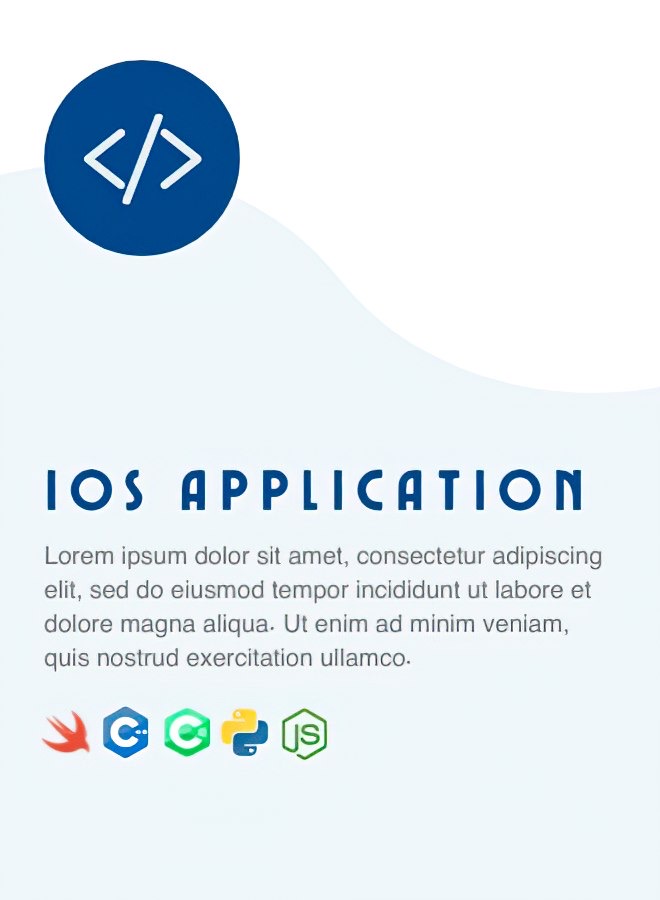 </>
IOS APPLICATION
Lorem ipsum dolor sit amet, consectetur adipiscing
elit, sed do eiusmod tempor incididunt ut labore et
dolore magna aliqua. Ut enim ad minim veniam,
quis nostrud exercitation ullamco.
C++ C JS